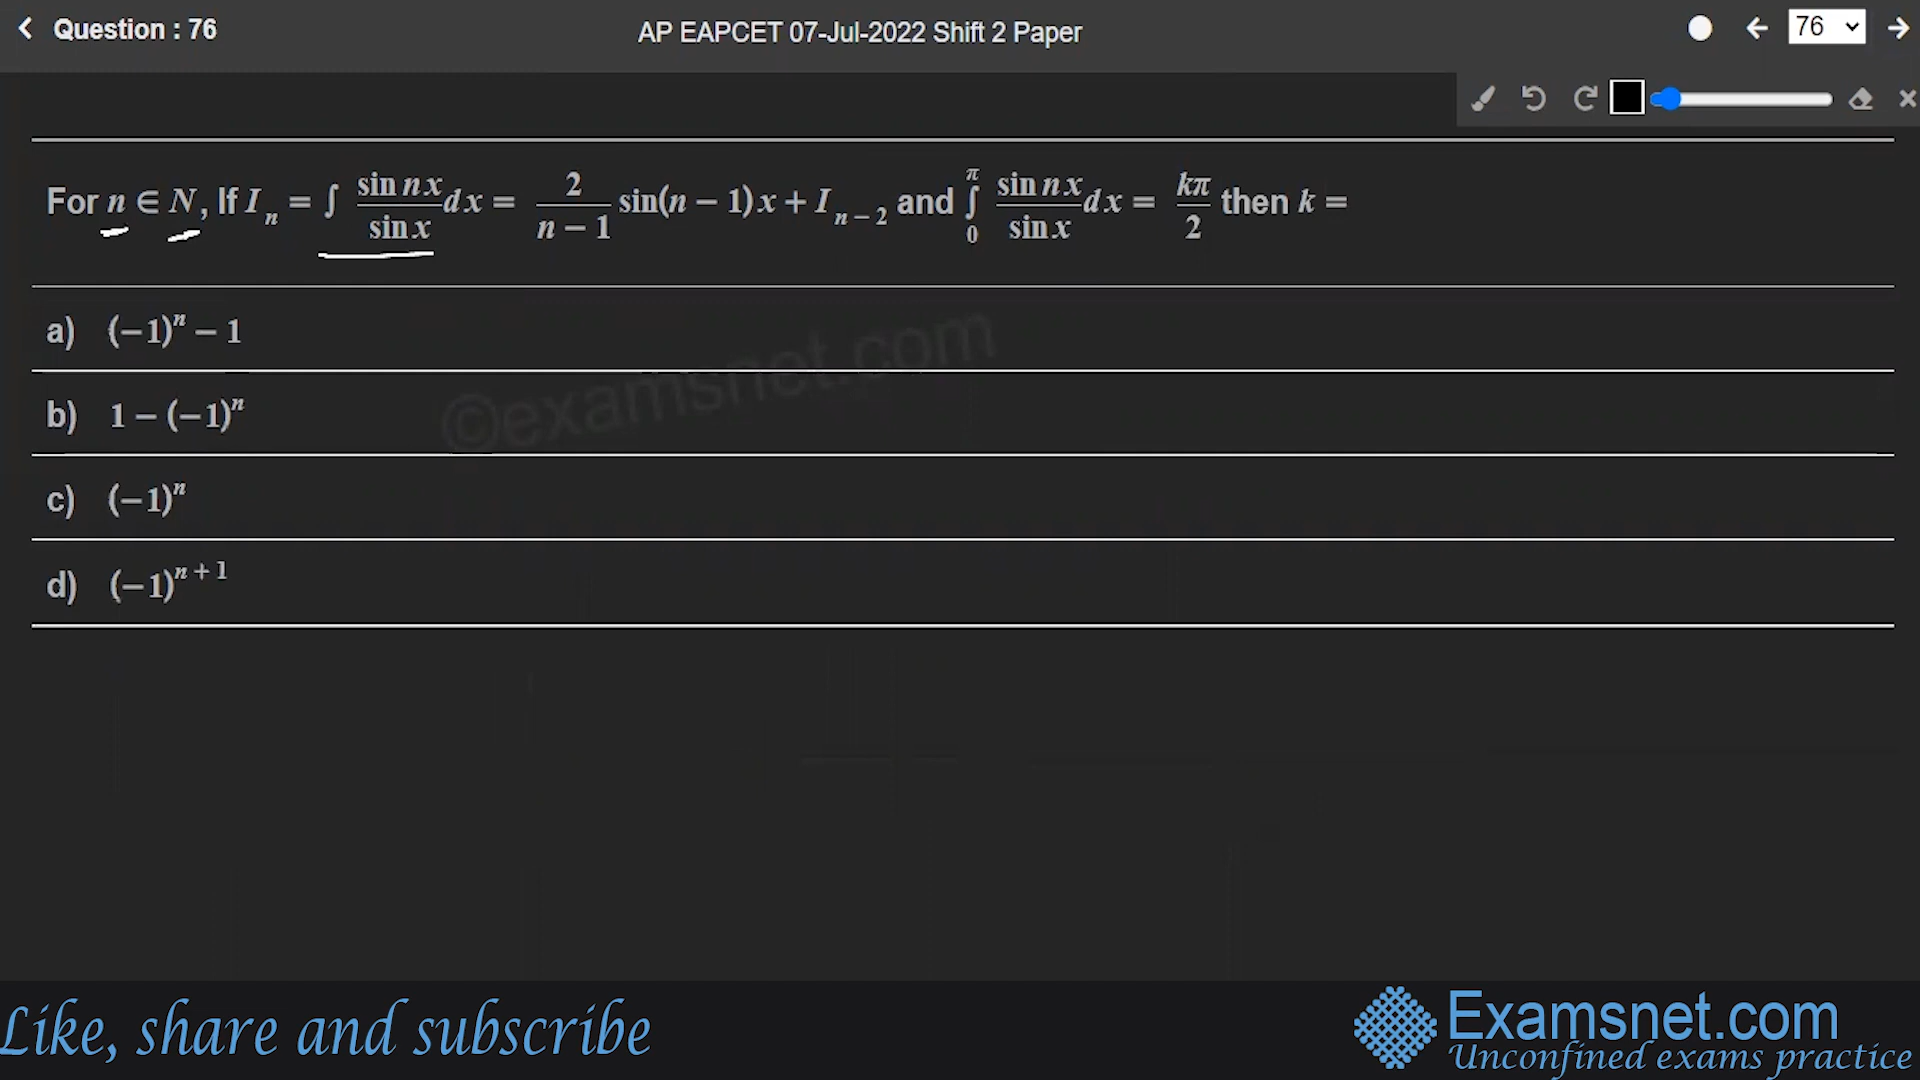 Question : 76
AP EAPCET 07-Jul-2022 Shift 2 Paper
76
For n ∈ N, If I_n = ∫ (sin nx)/(sin x) dx = 2/(n − 1) sin(n − 1)x + I_{n − 2} and ∫_0^π (sin nx)/(sin x) dx = kπ/2 then k =
a) (−1)^n − 1
b) 1 − (−1)^n
c) (−1)^n
d) (−1)^{n + 1}
©examsnet.com
Like, share and subscribe
Examsnet.com
Unconfined exams practice